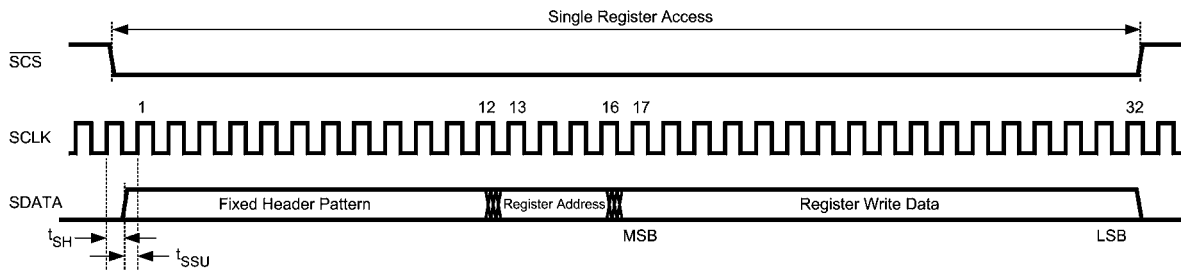 Single Register Access
SCS
1 12 13 16 17 32
SCLK
SDATA Fixed Header Pattern Register Address Register Write Data
tSH MSB LSB
tSSU